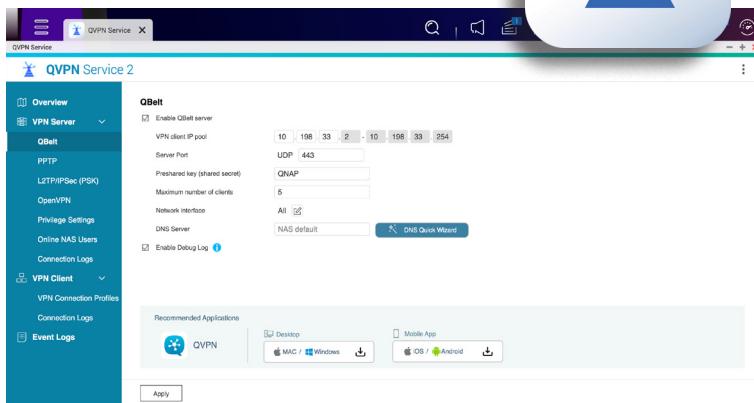 QVPN Service
QVPN Service
QVPN Service 2
Overview
VPN Server
QBelt
PPTP
L2TP/IPSec (PSK)
OpenVPN
Privilege Settings
Online NAS Users
Connection Logs
VPN Client
VPN Connection Profiles
Connection Logs
Event Logs
QBelt
Enable QBelt server
VPN client IP pool 10 . 198 . 33 . 2 - 10 . 198 . 33 . 254
Server Port UDP 443
Preshared key (shared secret) QNAP
Maximum number of clients 5
Network interface All
DNS Server NAS default DNS Quick Wizard
Enable Debug Log
Recommended Applications
QVPN
Desktop
MAC / Windows
Mobile App
iOS / Android
Apply